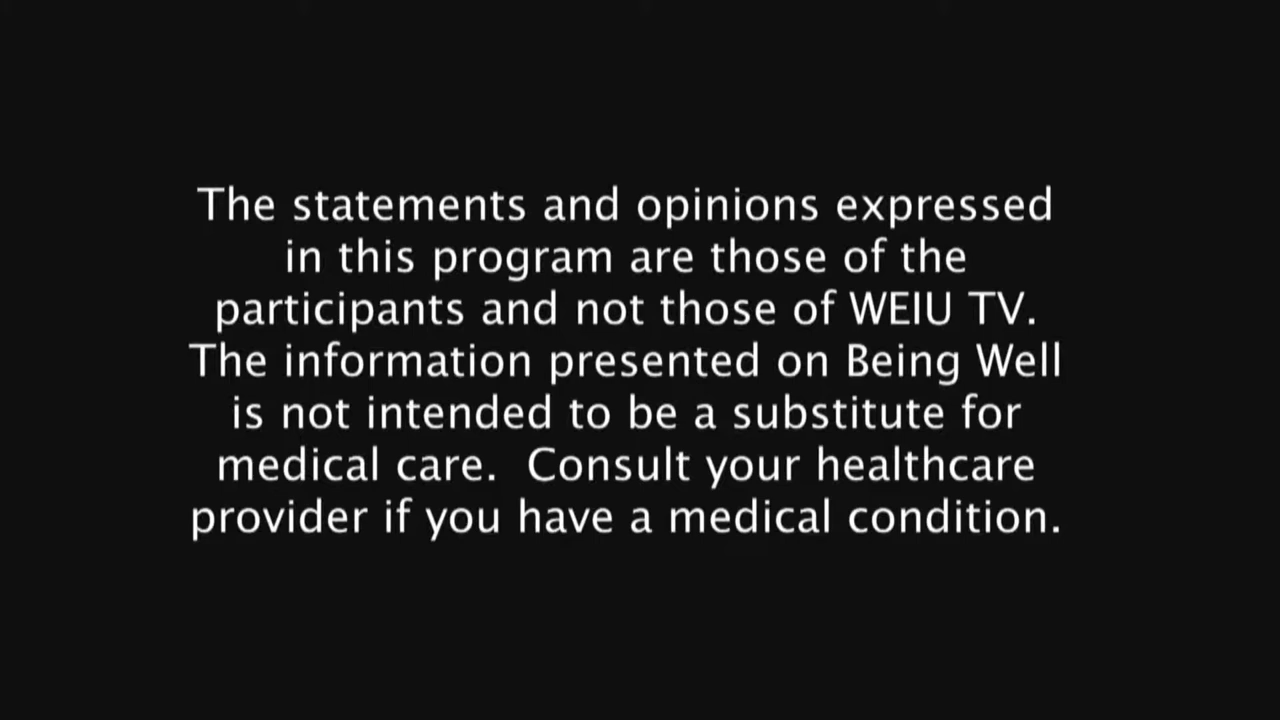 The statements and opinions expressed
in this program are those of the
participants and not those of WEIU TV.
The information presented on Being Well
is not intended to be a substitute for
medical care.  Consult your healthcare
provider if you have a medical condition.